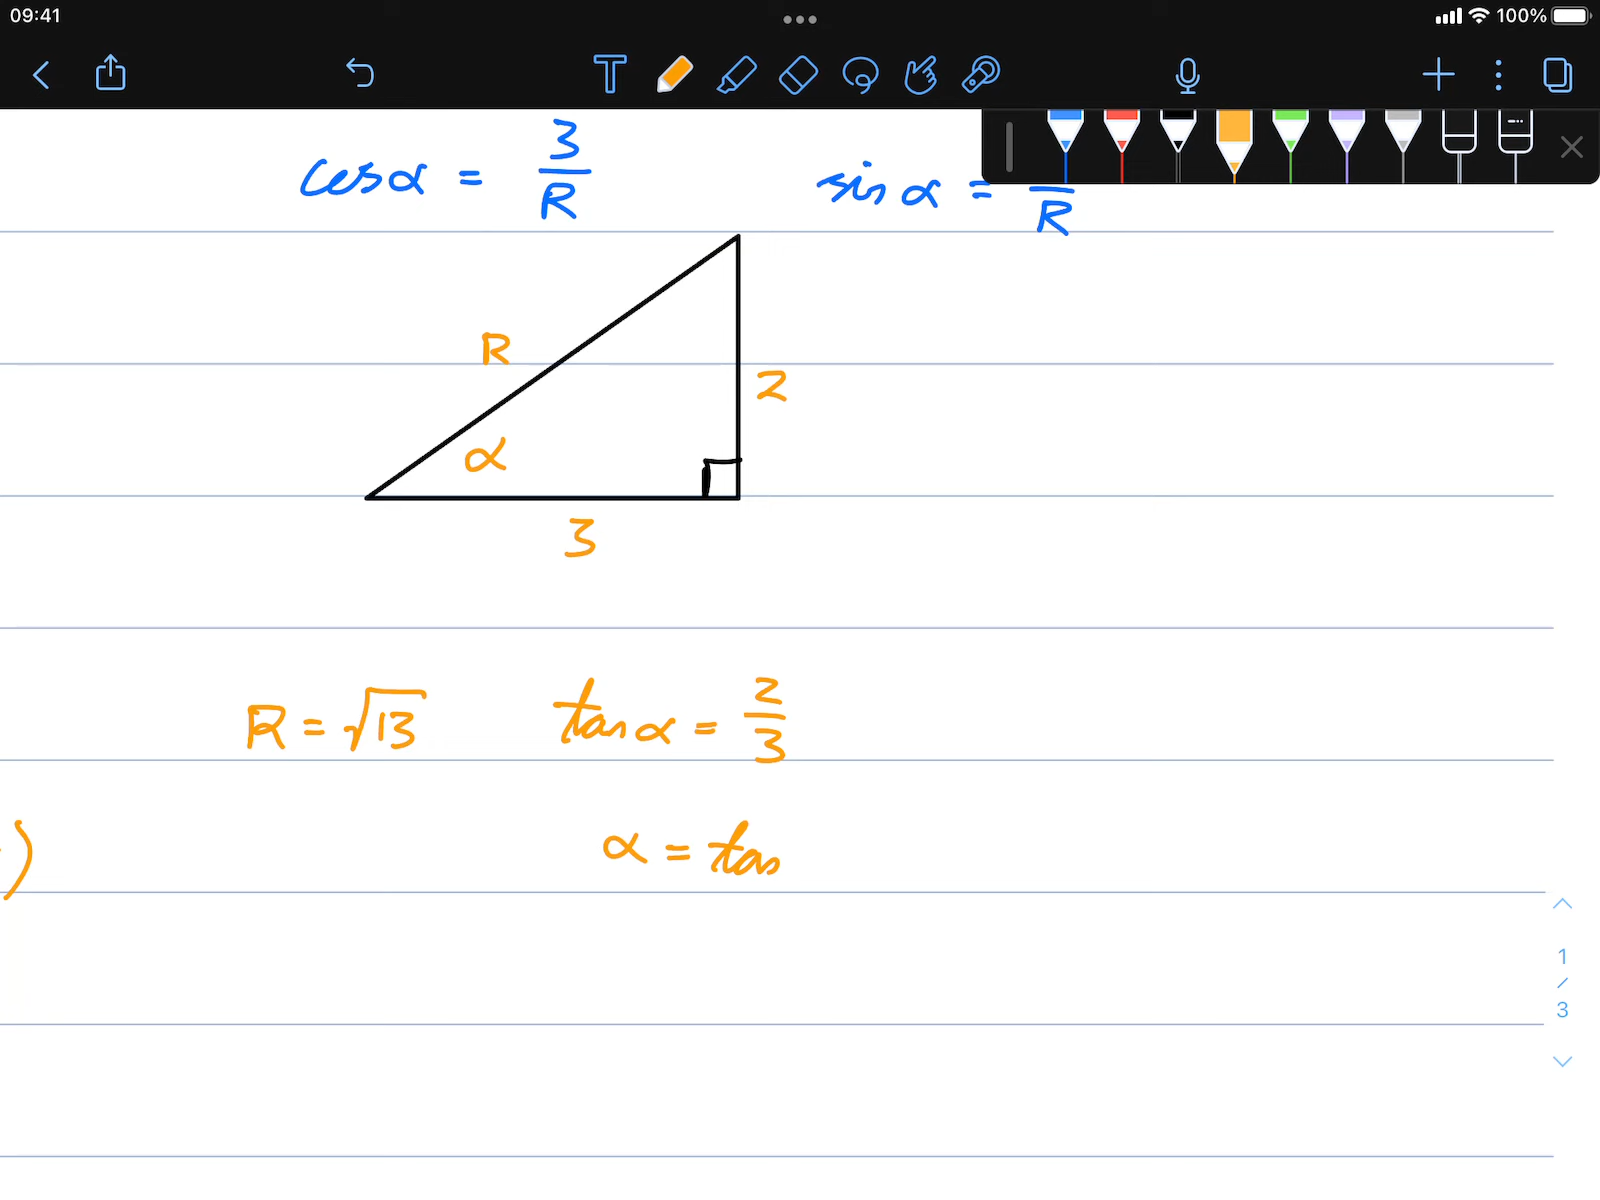 09:41 100%
cos α = 3/R sin α = /R
R
2
α
3
R = √13 tan α = 2/3
) α = tan
1
/
3